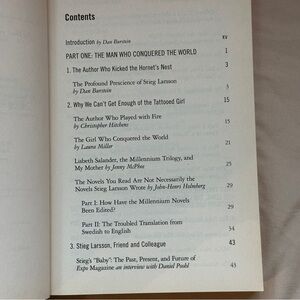 Contents
Introduction by Dan Burstein xv
PART ONE: THE MAN WHO CONQUERED THE WORLD 1
1. The Author Who Kicked the Hornet's Nest 3
The Profound Prescience of Stieg Larsson
by Dan Burstein 3
2. Why We Can't Get Enough of the Tattooed Girl 15
The Author Who Played with Fire
by Christopher Hitchens 15
The Girl Who Conquered the World
by Laura Miller 21
Lisbeth Salander, the Millennium Trilogy, and
My Mother by Jenny McPhee 25
The Novels You Read Are Not Necessarily the
Novels Stieg Larsson Wrote by John-Henri Holmberg 29
Part I: How Have the Millennium Novels
Been Edited? 29
Part II: The Troubled Translation from
Swedish to English 34
3. Stieg Larsson, Friend and Colleague 43
Stieg's "Baby": The Past, Present, and Future of
Expo Magazine an interview with Daniel Poohl 43